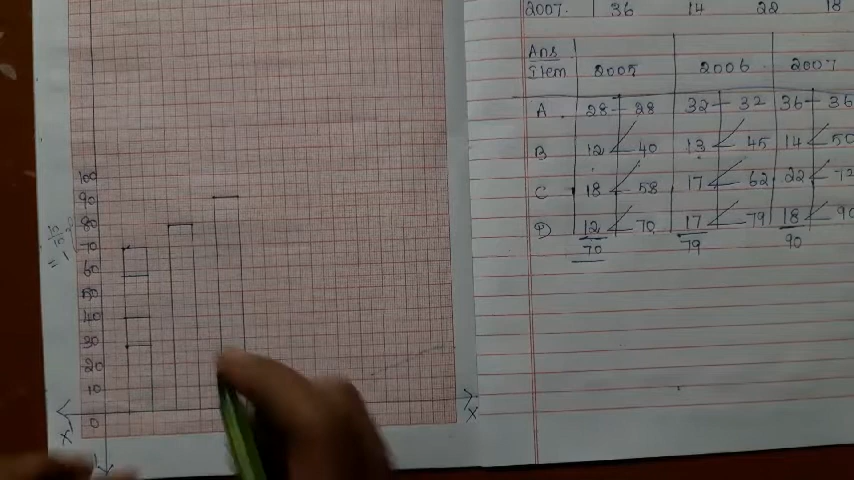 2007. 36 14 22 18
Ans
Item 2005 2006 2007
A. 28 28 32 32 36 36
B 12 40 13 45 14 50
C 18 58 17 62 22 72
D 12 70 17 79 18 90
70 79 90
100
90
80
70
60
50
40
30
20
10
0
X X